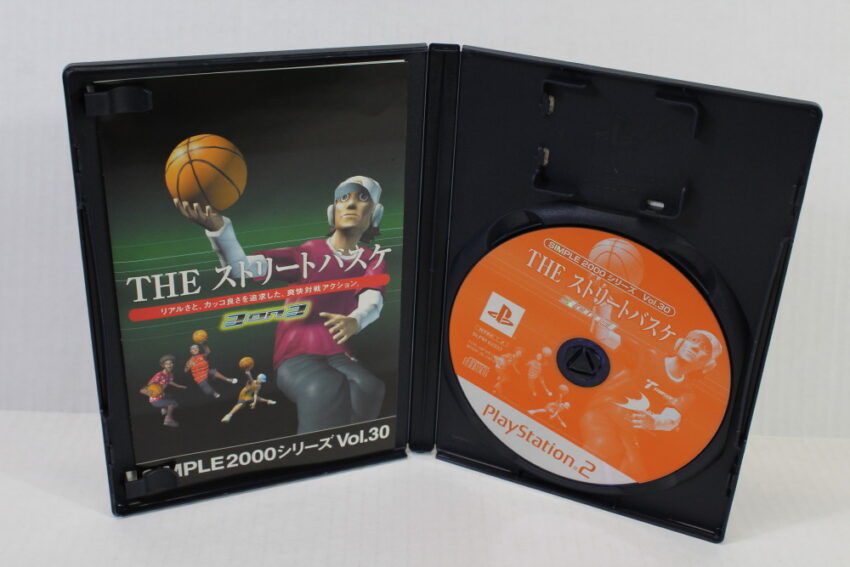 THE ストリートバスケ
リアルさと、カッコ良さを追求した、爽快対戦アクション。
3on3
SIMPLE2000シリーズ Vol.30
SIMPLE 2000 シリーズ Vol.30
THE ストリートバスケ
3on3
PlayStation 2